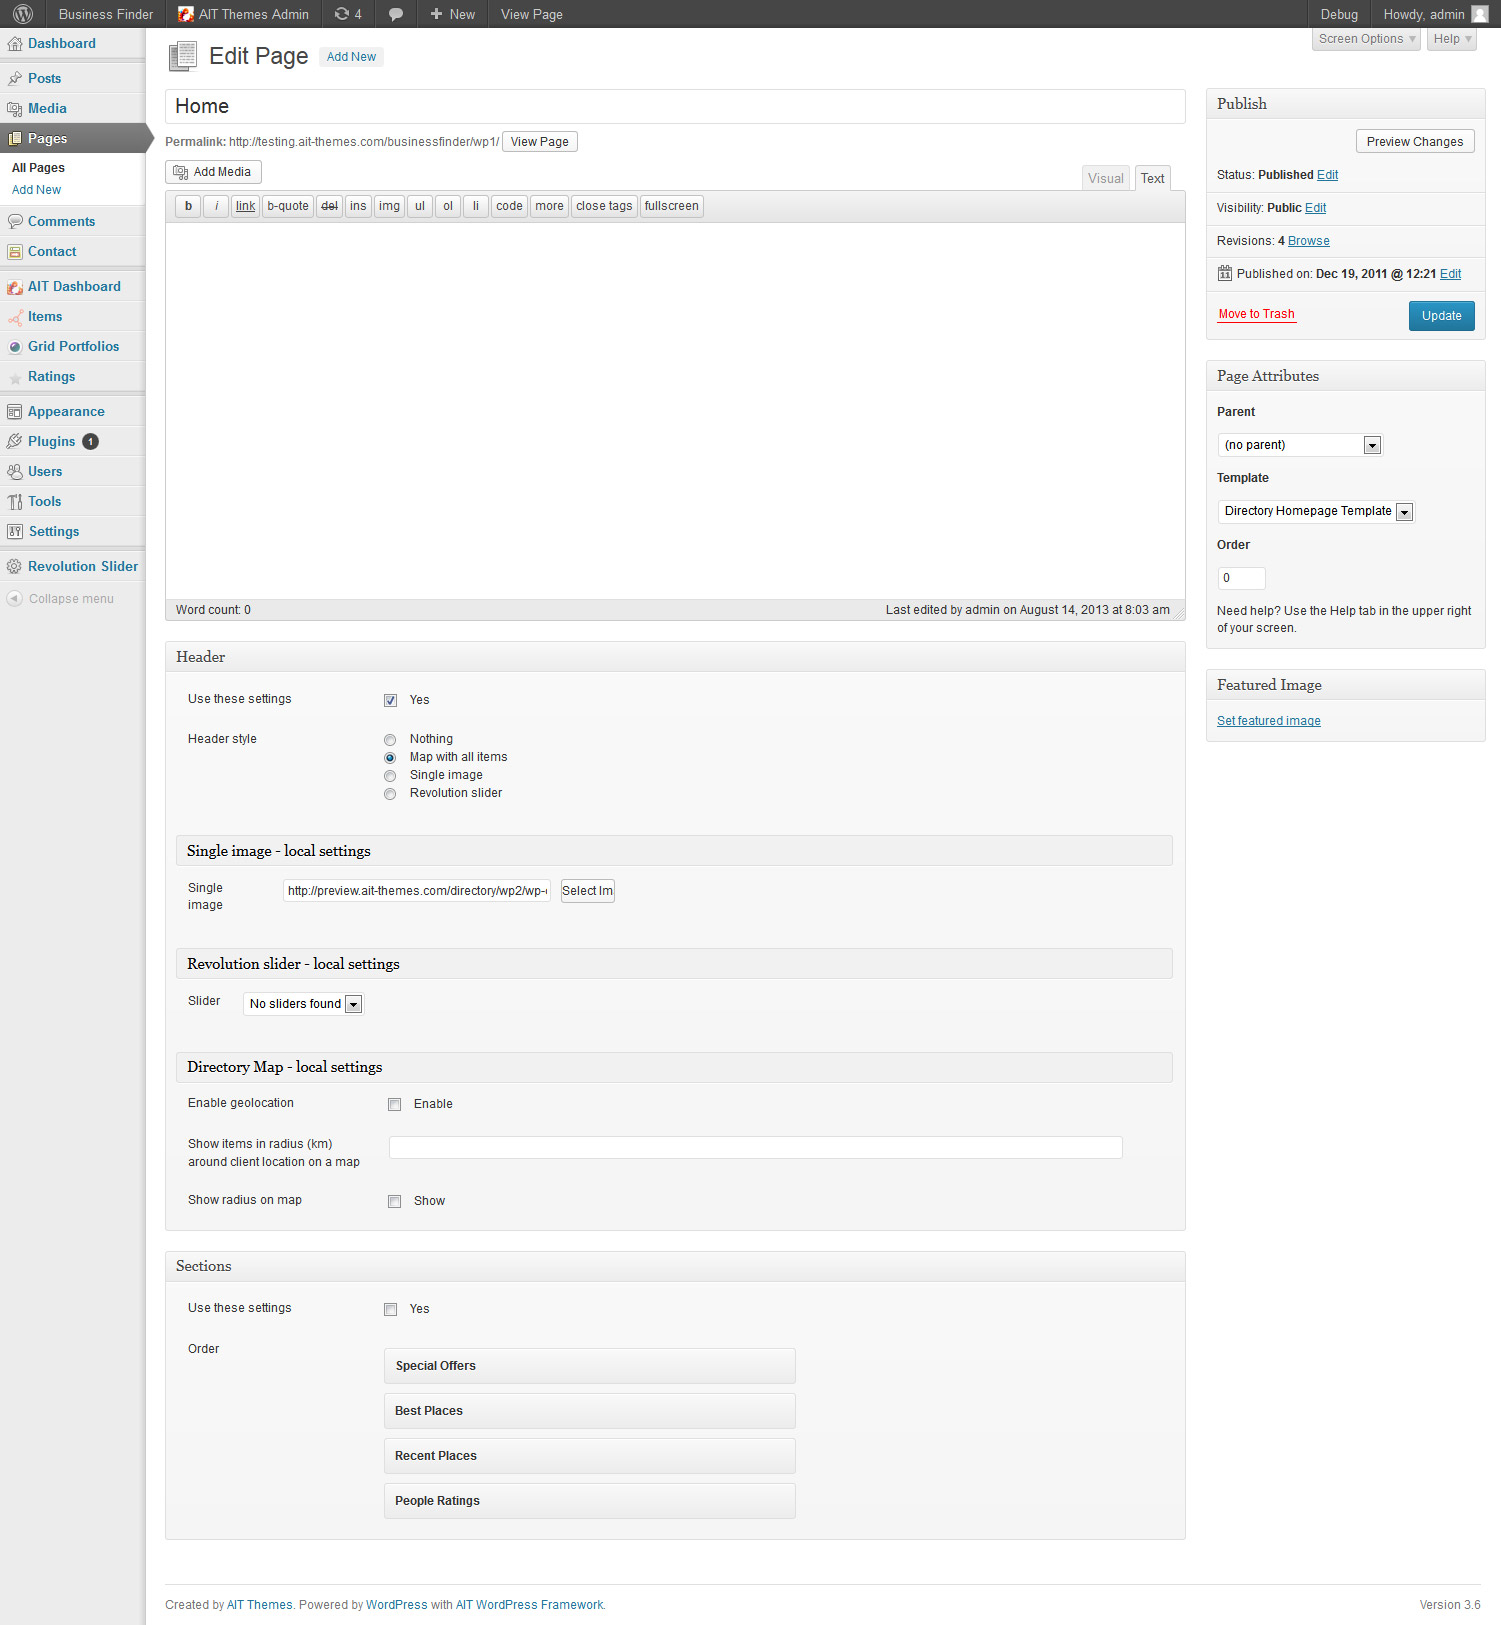 Business Finder
AIT Themes Admin
4
New
View Page
Debug
Howdy, admin
Dashboard
Posts
Media
Pages
All Pages
Add New
Comments
Contact
AIT Dashboard
Items
Grid Portfolios
Ratings
Appearance
Plugins 1
Users
Tools
Settings
Revolution Slider
Collapse menu
Screen Options
Help
Edit Page
Add New
Home
Permalink: http://testing.ait-themes.com/businessfinder/wp1/ View Page
Add Media
Visual
Text
b i link b-quote del ins img ul ol li code more close tags fullscreen
Word count: 0
Last edited by admin on August 14, 2013 at 8:03 am
Header
Use these settings
Yes
Header style
Nothing
Map with all items
Single image
Revolution slider
Single image - local settings
Single
image
http://preview.ait-themes.com/directory/wp2/wp-
Select Im
Revolution slider - local settings
Slider
No sliders found
Directory Map - local settings
Enable geolocation
Enable
Show items in radius (km)
around client location on a map
Show radius on map
Show
Sections
Use these settings
Yes
Order
Special Offers
Best Places
Recent Places
People Ratings
Publish
Preview Changes
Status: Published Edit
Visibility: Public Edit
Revisions: 4 Browse
11
Published on: Dec 19, 2011 @ 12:21 Edit
Move to Trash
Update
Page Attributes
Parent
(no parent)
Template
Directory Homepage Template
Order
0
Need help? Use the Help tab in the upper right
of your screen.
Featured Image
Set featured image
Created by AIT Themes. Powered by WordPress with AIT WordPress Framework.
Version 3.6